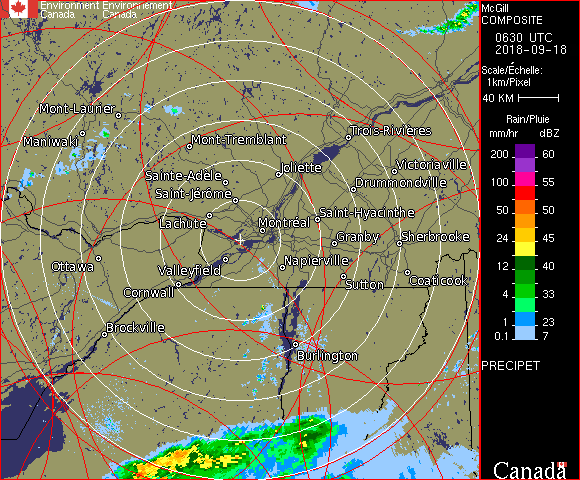 Environment Environnement
Canada Canada
McGill
COMPOSITE
0630 UTC
2018-09-18
Scale/Échelle:
1km/Pixel
40 KM
Rain/Pluie
mm/hr dBZ
200 60
100 55
50 50
24 45
12 40
4 33
1 23
0.1 7
PRECIPET
Mont-Laurier
Maniwaki
Mont-Tremblant
Trois-Rivières
Sainte-Adèle
Joliette
Victoriaville
Saint-Jérôme
Drummondville
Lachute
Montréal
Saint-Hyacinthe
Granby
Sherbrooke
Ottawa
Valleyfield
Napierville
Cornwall
Sutton
Coaticook
Brockville
Burlington
Canada